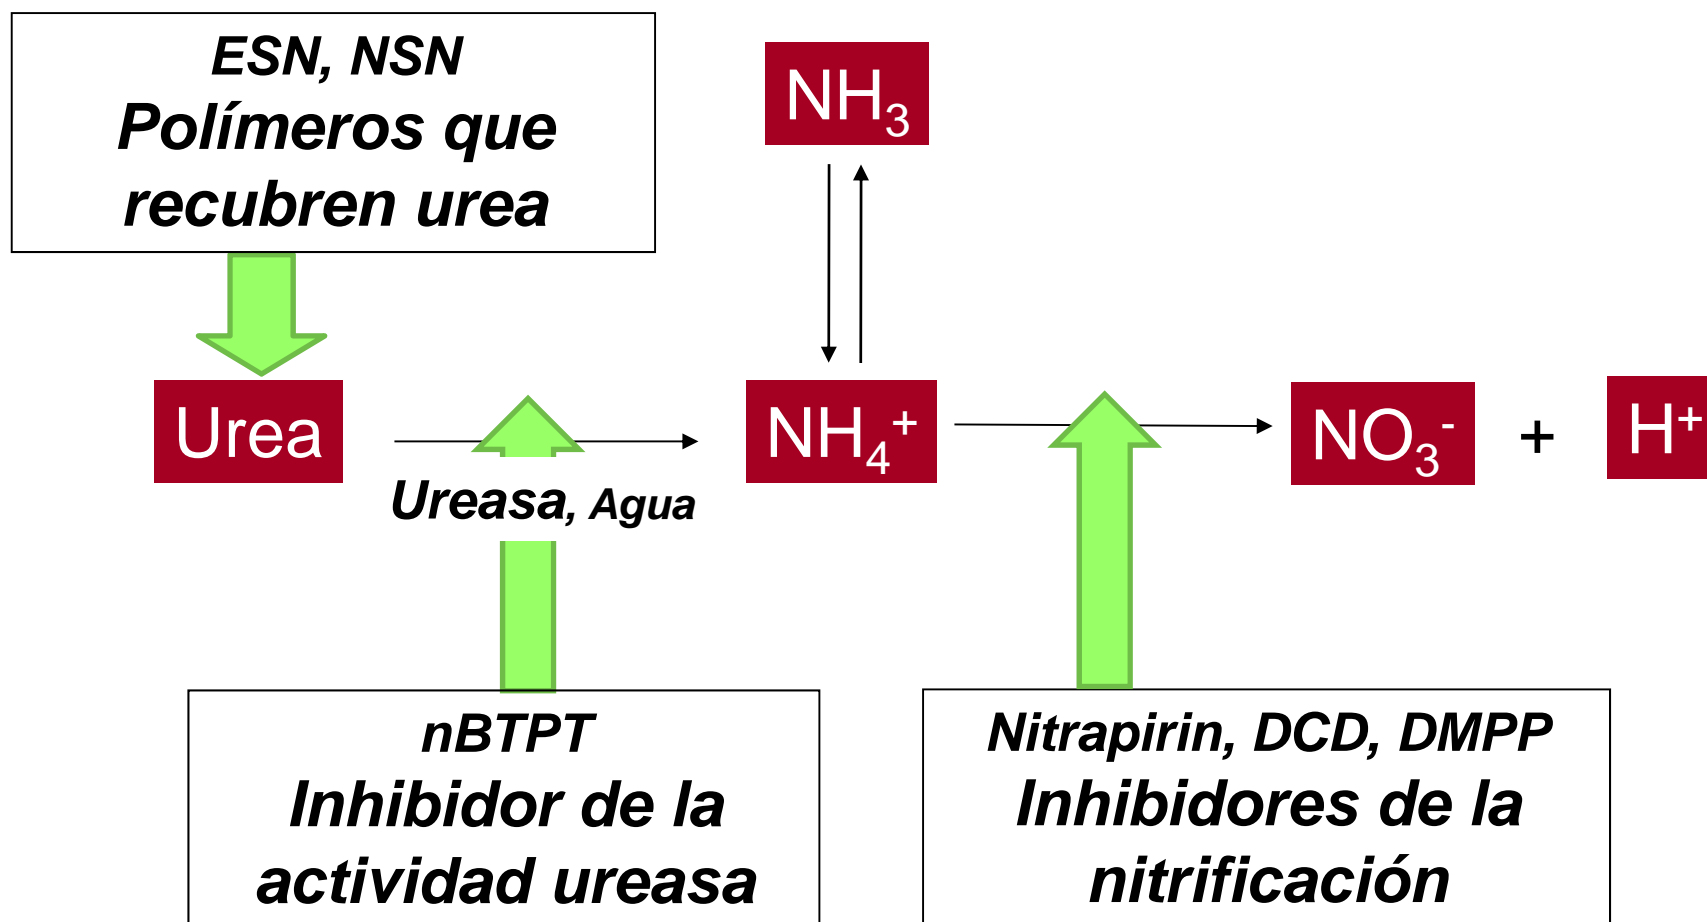 ESN, NSN
Polímeros que
recubren urea
NH₃
Urea
NH₄⁺
NO₃⁻
+
H⁺
Ureasa, Agua
nBTPT
Inhibidor de la
actividad ureasa
Nitrapirin, DCD, DMPP
Inhibidores de la
nitrificación